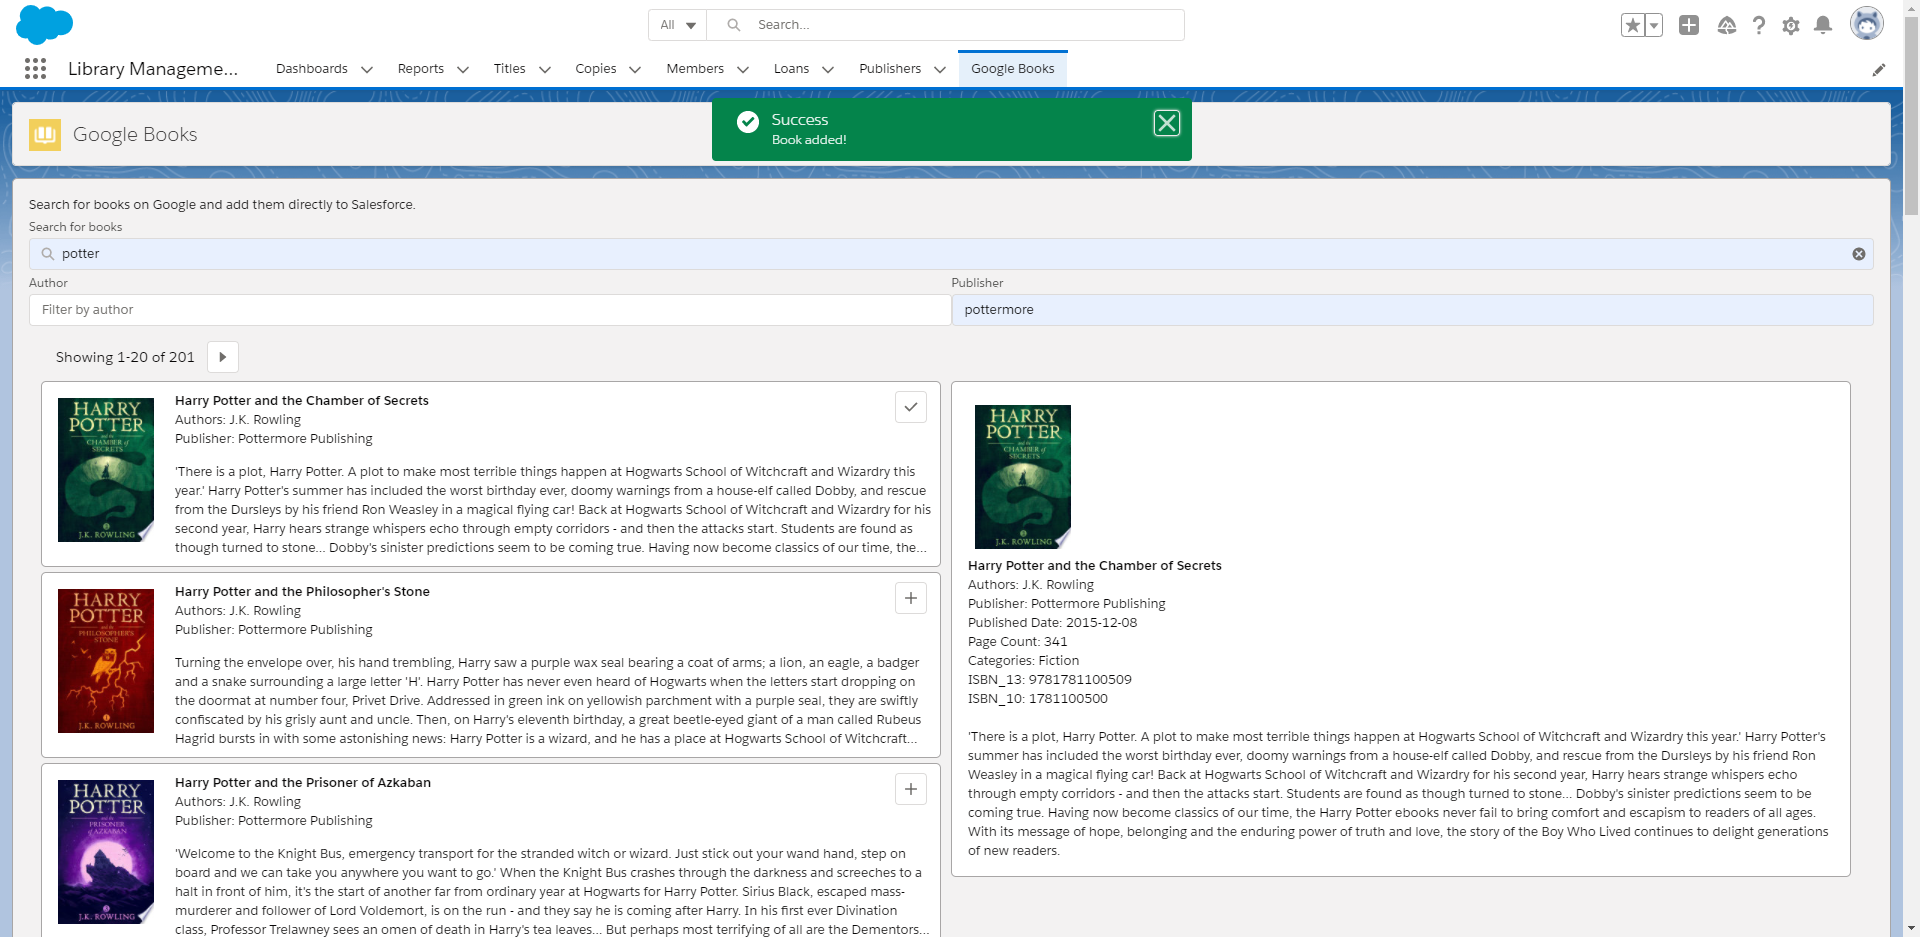 All
Search...
Library Manageme...
Dashboards
Reports
Titles
Copies
Members
Loans
Publishers
Google Books
Google Books
Success
Book added!
Search for books on Google and add them directly to Salesforce.
Search for books
potter
Author
Publisher
Filter by author
pottermore
Showing 1-20 of 201
HARRY
POTTER
and the
CHAMBER of
SECRETS
J.K. ROWLING
Harry Potter and the Chamber of Secrets
Authors: J.K. Rowling
Publisher: Pottermore Publishing
'There is a plot, Harry Potter. A plot to make most terrible things happen at Hogwarts School of Witchcraft and Wizardry this
year.' Harry Potter's summer has included the worst birthday ever, doomy warnings from a house-elf called Dobby, and rescue
from the Dursleys by his friend Ron Weasley in a magical flying car! Back at Hogwarts School of Witchcraft and Wizardry for his
second year, Harry hears strange whispers echo through empty corridors - and then the attacks start. Students are found as
though turned to stone... Dobby's sinister predictions seem to be coming true. Having now become classics of our time, the...
HARRY
POTTER
and the
PHILOSOPHER'S
STONE
J.K. ROWLING
Harry Potter and the Philosopher's Stone
Authors: J.K. Rowling
Publisher: Pottermore Publishing
Turning the envelope over, his hand trembling, Harry saw a purple wax seal bearing a coat of arms; a lion, an eagle, a badger
and a snake surrounding a large letter 'H'. Harry Potter has never even heard of Hogwarts when the letters start dropping on
the doormat at number four, Privet Drive. Addressed in green ink on yellowish parchment with a purple seal, they are swiftly
confiscated by his grisly aunt and uncle. Then, on Harry's eleventh birthday, a great beetle-eyed giant of a man called Rubeus
Hagrid bursts in with some astonishing news: Harry Potter is a wizard, and he has a place at Hogwarts School of Witchcraft...
HARRY
POTTER
and the
PRISONER
of AZKABAN
J.K. ROWLING
Harry Potter and the Prisoner of Azkaban
Authors: J.K. Rowling
Publisher: Pottermore Publishing
'Welcome to the Knight Bus, emergency transport for the stranded witch or wizard. Just stick out your wand hand, step on
board and we can take you anywhere you want to go.' When the Knight Bus crashes through the darkness and screeches to a
halt in front of him, it's the start of another far from ordinary year at Hogwarts for Harry Potter. Sirius Black, escaped mass-
murderer and follower of Lord Voldemort, is on the run - and they say he is coming after Harry. In his first ever Divination
class, Professor Trelawney sees an omen of death in Harry's tea leaves... But perhaps most terrifying of all are the Dementors...
HARRY
POTTER
and the
CHAMBER of
SECRETS
J.K. ROWLING
Harry Potter and the Chamber of Secrets
Authors: J.K. Rowling
Publisher: Pottermore Publishing
Published Date: 2015-12-08
Page Count: 341
Categories: Fiction
ISBN_13: 9781781100509
ISBN_10: 1781100500
'There is a plot, Harry Potter. A plot to make most terrible things happen at Hogwarts School of Witchcraft and Wizardry this year.' Harry Potter's
summer has included the worst birthday ever, doomy warnings from a house-elf called Dobby, and rescue from the Dursleys by his friend Ron
Weasley in a magical flying car! Back at Hogwarts School of Witchcraft and Wizardry for his second year, Harry hears strange whispers echo
through empty corridors - and then the attacks start. Students are found as though turned to stone... Dobby's sinister predictions seem to be
coming true. Having now become classics of our time, the Harry Potter ebooks never fail to bring comfort and escapism to readers of all ages.
With its message of hope, belonging and the enduring power of truth and love, the story of the Boy Who Lived continues to delight generations
of new readers.